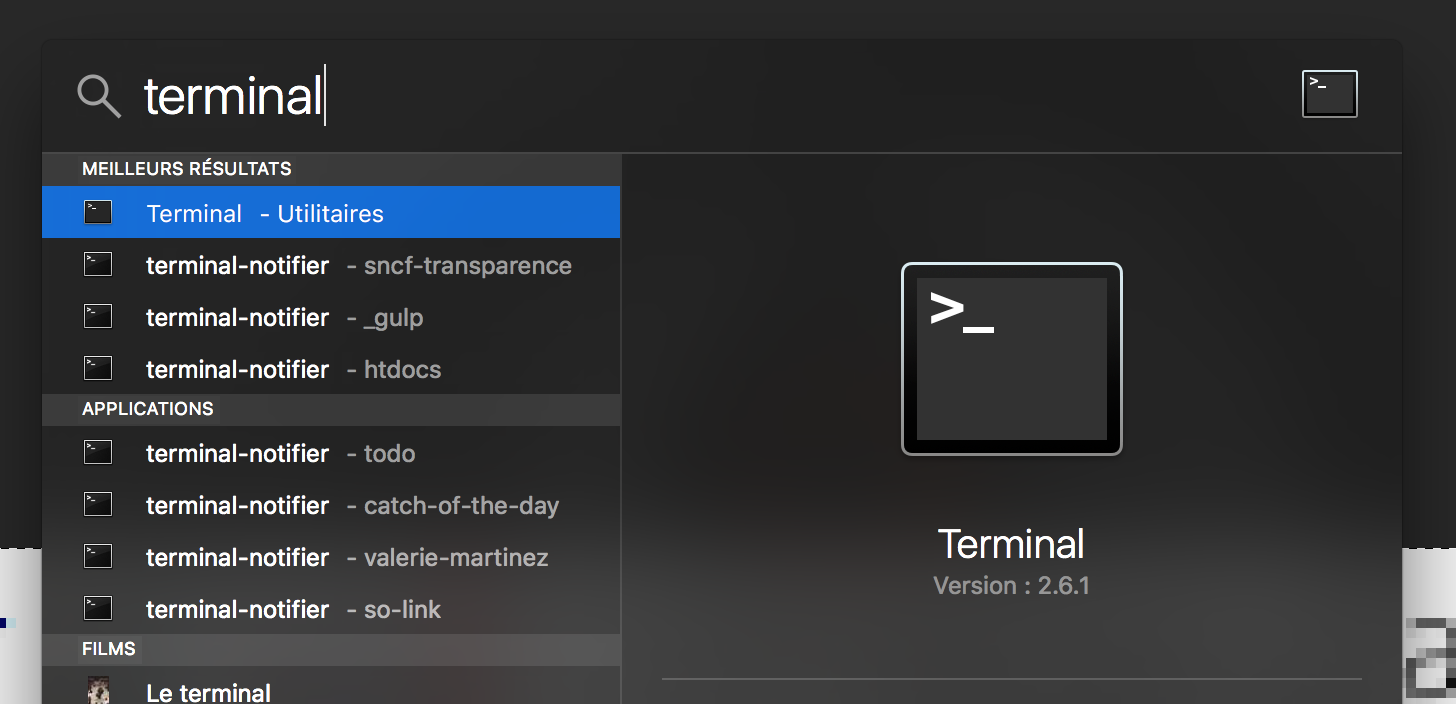 terminal
>_
MEILLEURS RÉSULTATS
>_ Terminal - Utilitaires
>_ terminal-notifier - sncf-transparence
>_ terminal-notifier - _gulp
>_ terminal-notifier - htdocs
APPLICATIONS
>_ terminal-notifier - todo
>_ terminal-notifier - catch-of-the-day
>_ terminal-notifier - valerie-martinez
>_ terminal-notifier - so-link
FILMS
Le terminal
>_
Terminal
Version : 2.6.1